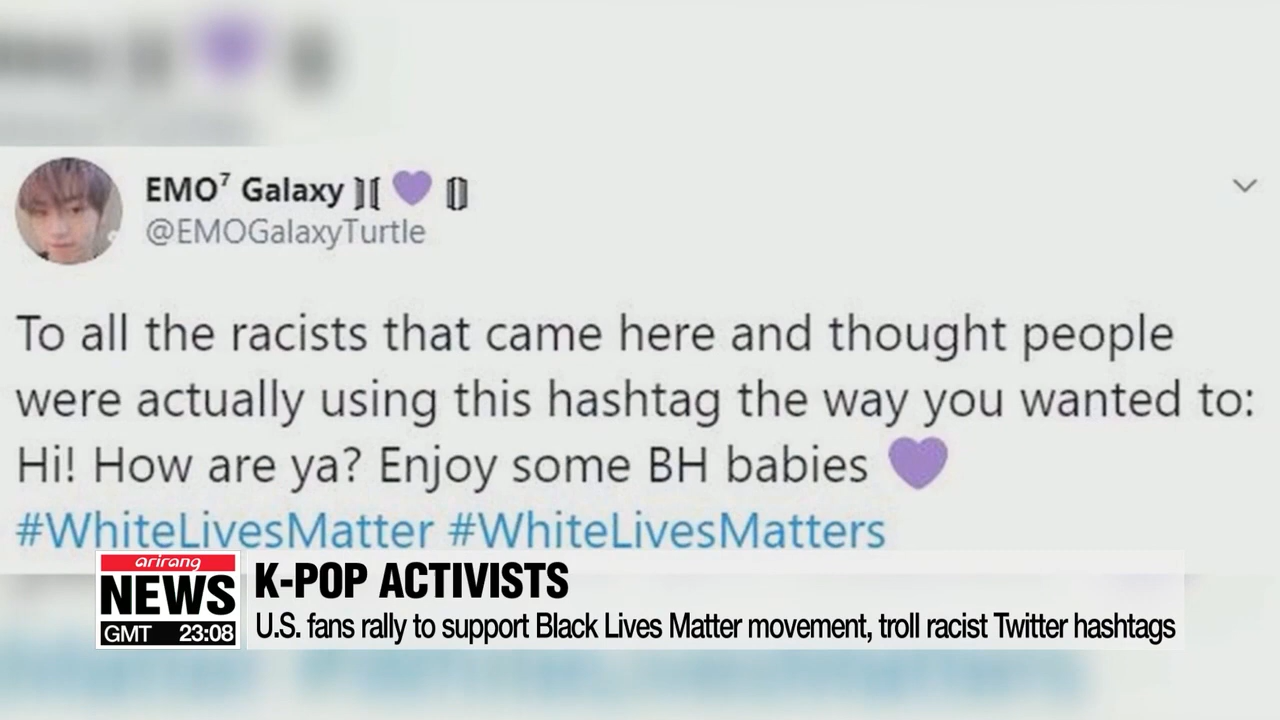 EMO⁷ Galaxy ⟭⟬ 💜 ⟬⟭
@EMOGalaxyTurtle
To all the racists that came here and thought people
were actually using this hashtag the way you wanted to:
Hi! How are ya? Enjoy some BH babies 💜
#WhiteLivesMatter #WhiteLivesMatters
arirang
NEWS
GMT 23:08
K-POP ACTIVISTS
U.S. fans rally to support Black Lives Matter movement, troll racist Twitter hashtags